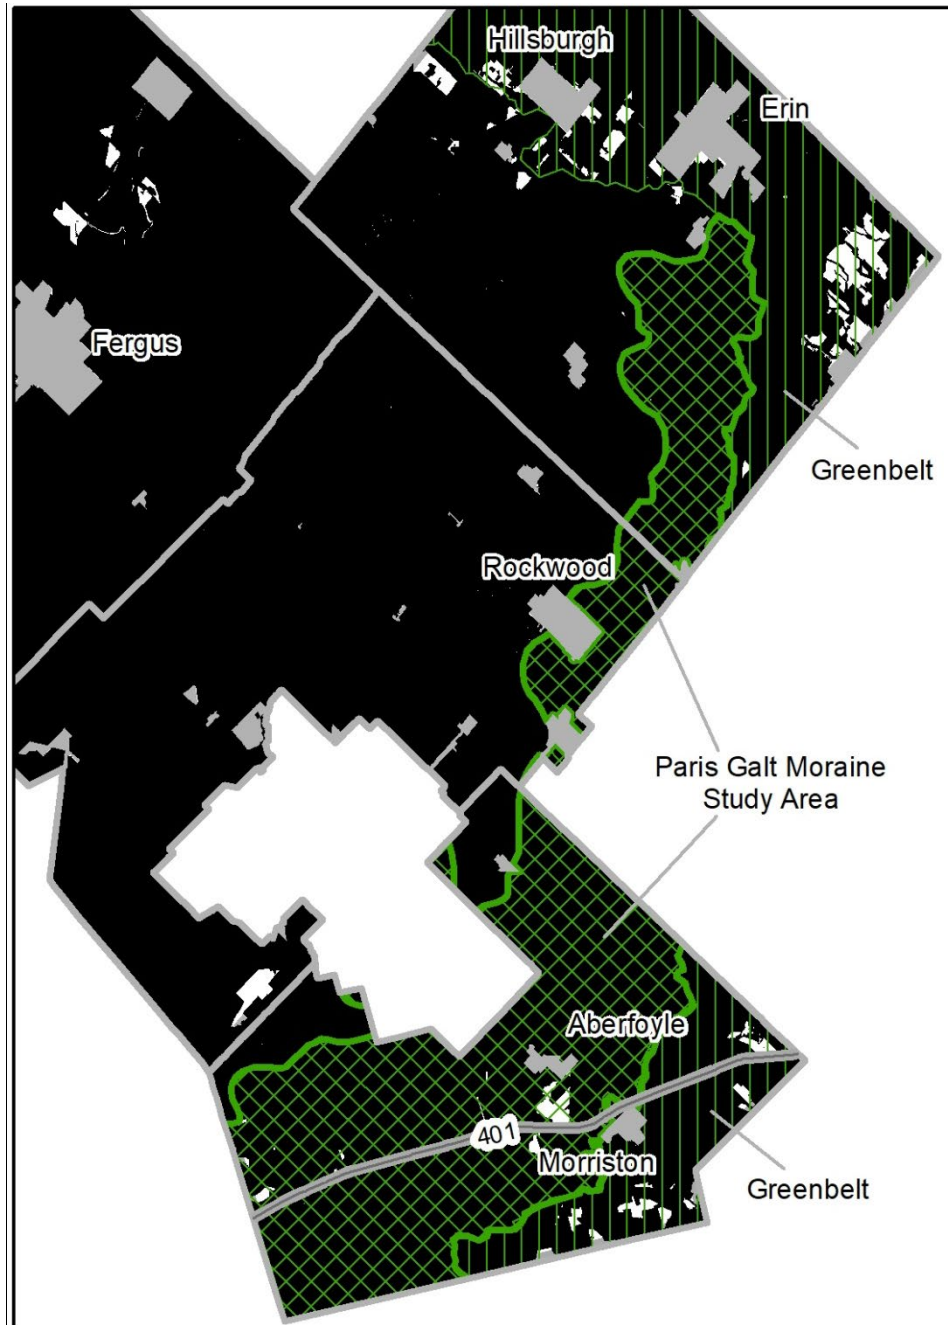 Hillsburgh
Erin
Fergus
Greenbelt
Rockwood
Paris Galt Moraine
Study Area
Aberfoyle
401
Morriston
Greenbelt